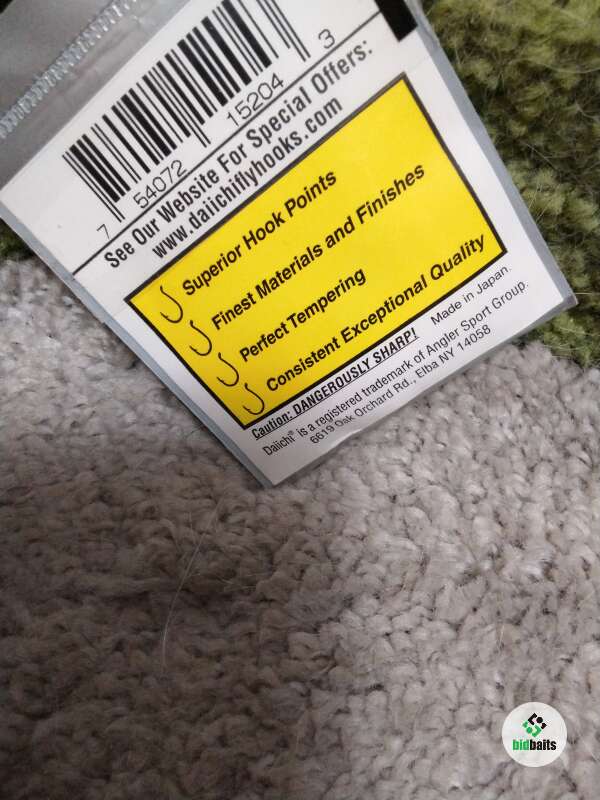 7 54072 15204 3
See Our Website For Special Offers:
www.daiichiflyhooks.com
Superior Hook Points
Finest Materials and Finishes
Perfect Tempering
Consistent Exceptional Quality
Caution: DANGEROUSLY SHARP! Made in Japan.
Daiichi® is a registered trademark of Angler Sport Group.
6619 Oak Orchard Rd., Elba NY 14058
bidbaits